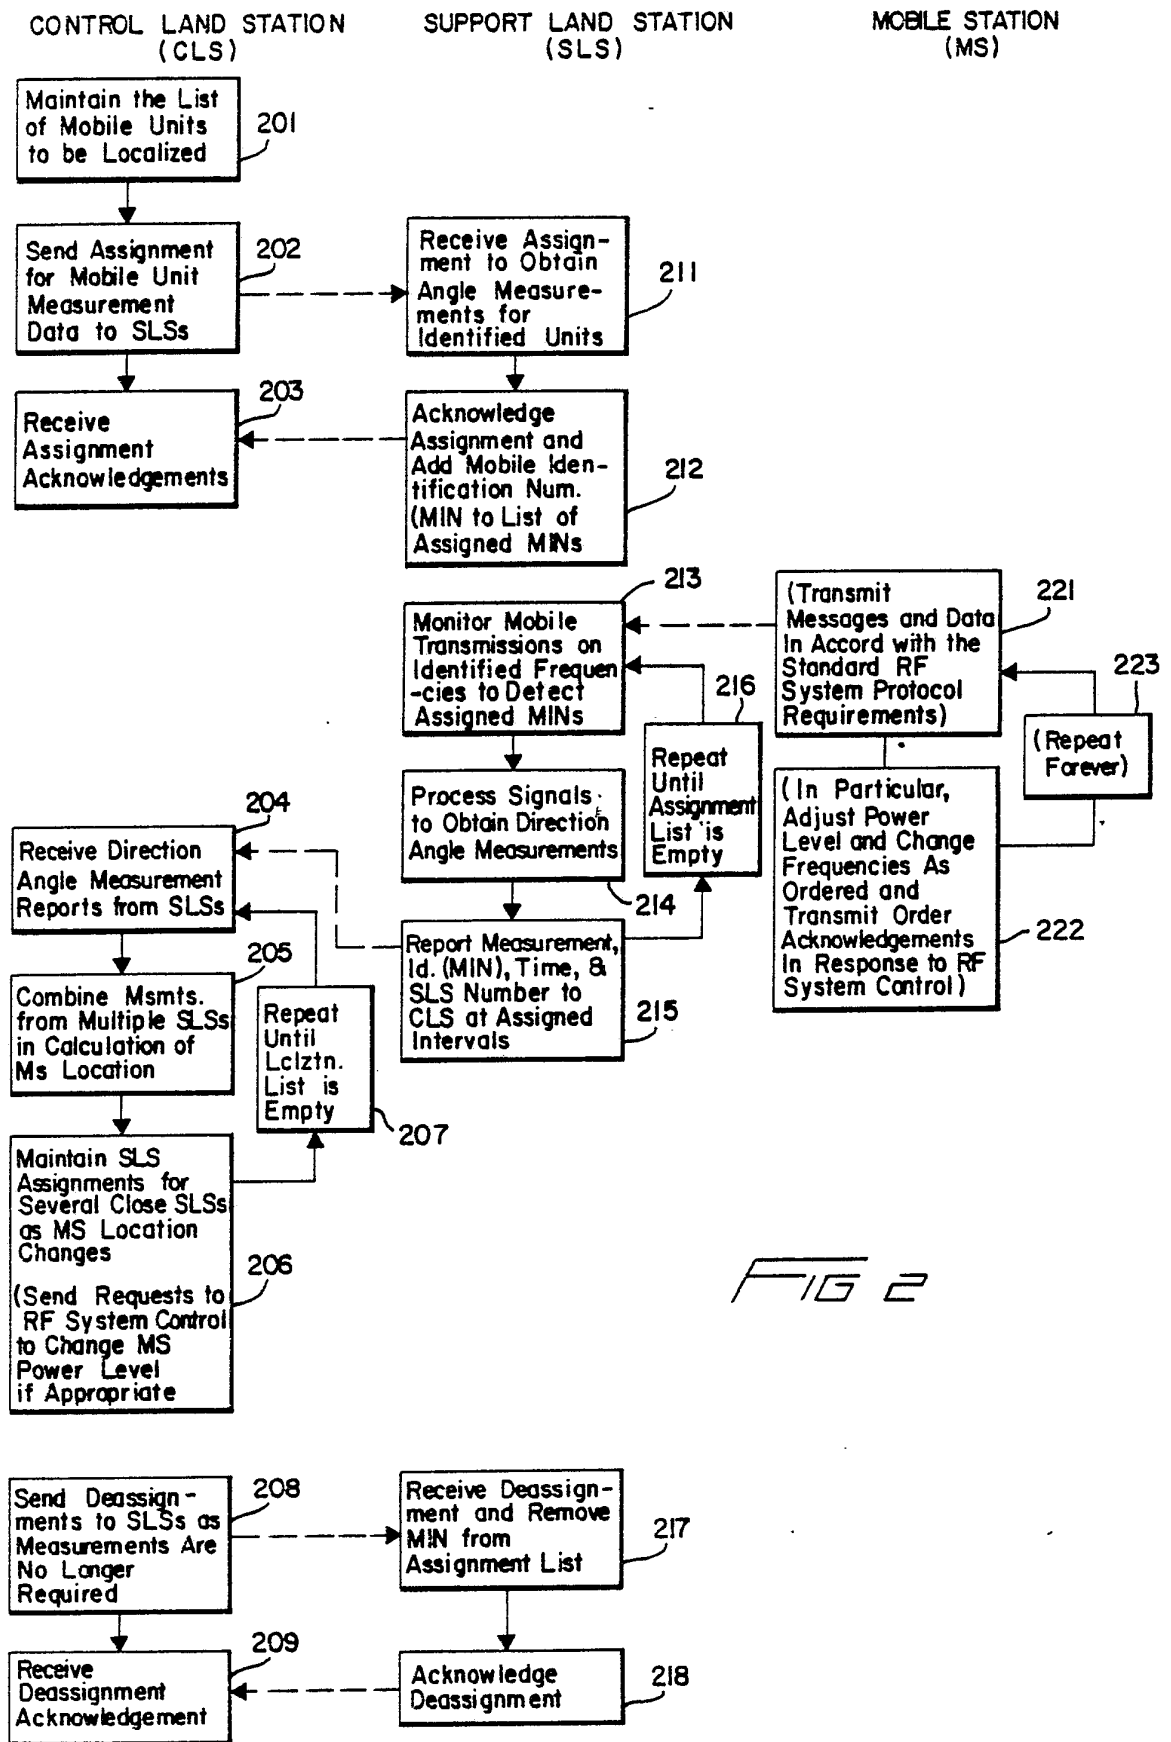 CONTROL LAND STATION
(CLS)
SUPPORT LAND STATION
(SLS)
MOBILE STATION
(MS)
Maintain the List
of Mobile Units
to be Localized
201
Send Assignment
for Mobile Unit
Measurement
Data to SLSs
202
Receive Assign-
ment to Obtain
Angle Measure-
ments for
Identified Units
211
Receive
Assignment
Acknowledgements
203
Acknowledge
Assignment and
Add Mobile Iden-
tification Num.
(MIN to List of
Assigned MINs
212
213
Monitor Mobile
Transmissions on
Identified Frequen
-cies to Detect
Assigned MINs
(Transmit
Messages and Data
In Accord with the
Standard RF
System Protocol
Requirements)
221
223
(Repeat
Forever)
216
Repeat
Until
Assignment
List is
Empty
Process Signals
to Obtain Direction
Angle Measurements
214
(In Particular,
Adjust Power
Level and Change
Frequencies As
Ordered and
Transmit Order
Acknowledgements
In Response to RF
System Control)
222
204
Receive Direction
Angle Measurement
Reports from SLSs
Report Measurement,
Id. (MIN), Time, &
SLS Number to
CLS at Assigned
Intervals
215
205
Combine Msmts.
from Multiple SLSs
in Calculation of
Ms Location
Repeat
Until
Lclztn.
List is
Empty
207
Maintain SLS
Assignments for
Several Close SLSs
as MS Location
Changes
(Send Requests to
RF System Control
to Change MS
Power Level
if Appropriate
206
FIG 2
Send Deassign-
ments to SLSs as
Measurements Are
No Longer
Required
208
Receive Deassign-
ment and Remove
MIN from
Assignment List
217
Receive
Deassignment
Acknowledgement
209
Acknowledge
Deassignment
218